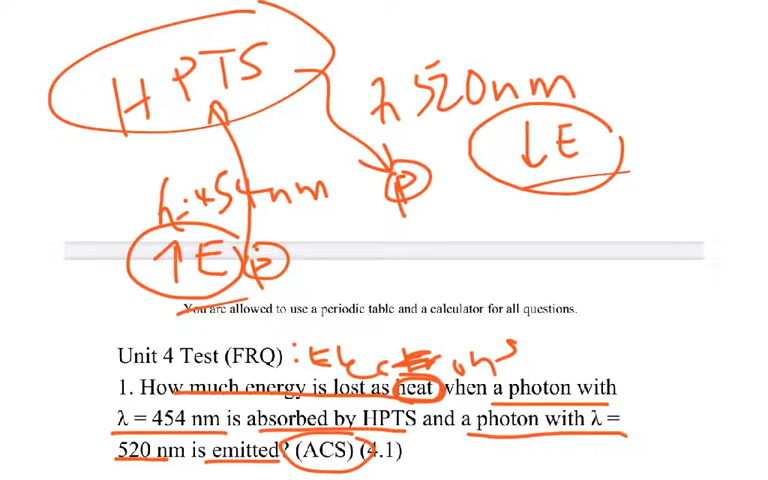 HPTS
λ 520nm
↓ E
λ = 454 nm
P
↑ E P
You are allowed to use a periodic table and a calculator for all questions.
Unit 4 Test (FRQ) : Electrons
1. How much energy is lost as heat when a photon with
λ = 454 nm is absorbed by HPTS and a photon with λ =
520 nm is emitted? (ACS) (4.1)